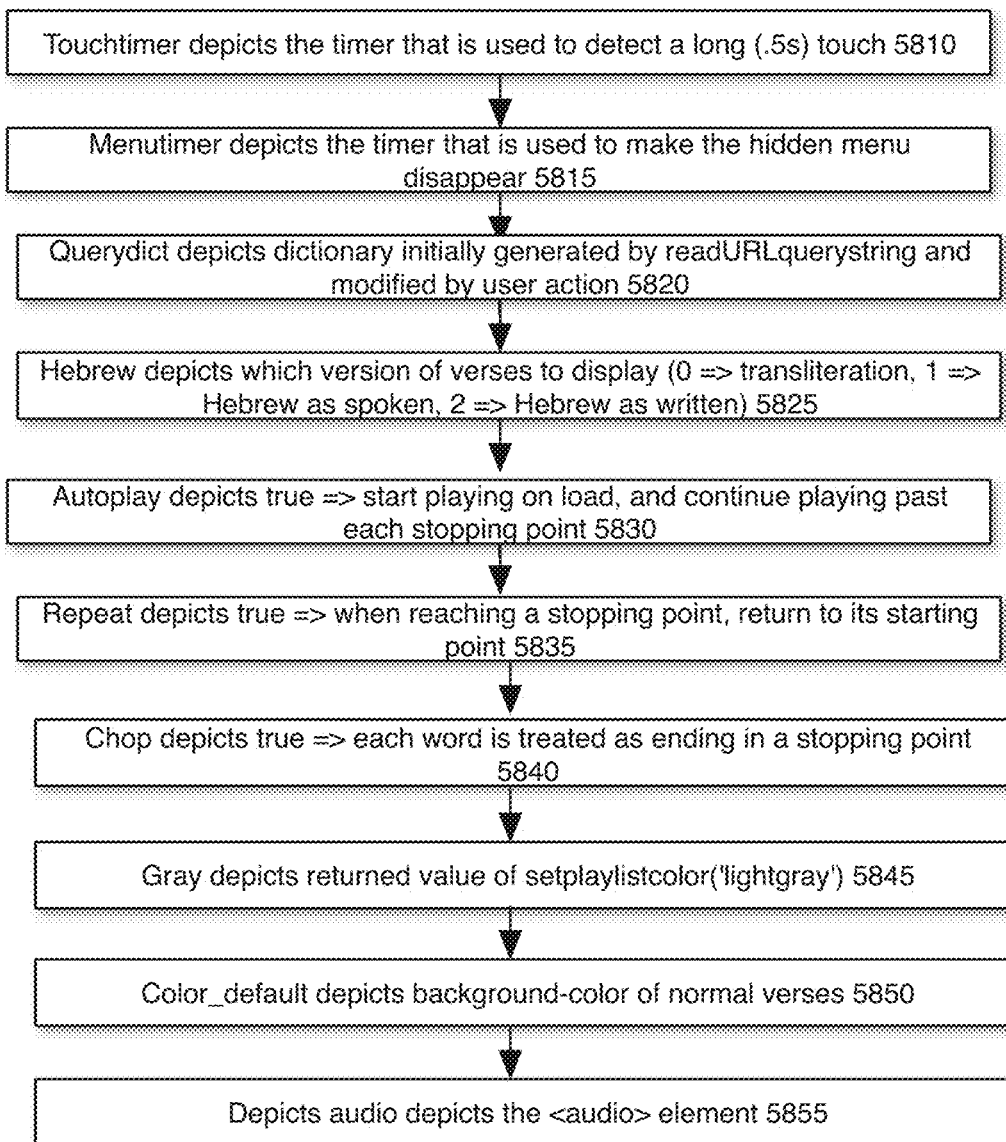 Touchtimer depicts the timer that is used to detect a long (.5s) touch 5810
Menutimer depicts the timer that is used to make the hidden menu
disappear 5815
Querydict depicts dictionary initially generated by readURLquerystring and
modified by user action 5820
Hebrew depicts which version of verses to display (0 => transliteration, 1 =>
Hebrew as spoken, 2 => Hebrew as written) 5825
Autoplay depicts true => start playing on load, and continue playing past
each stopping point 5830
Repeat depicts true => when reaching a stopping point, return to its starting
point 5835
Chop depicts true => each word is treated as ending in a stopping point
5840
Gray depicts returned value of setplaylistcolor('lightgray') 5845
Color_default depicts background-color of normal verses 5850
Depicts audio depicts the <audio> element 5855